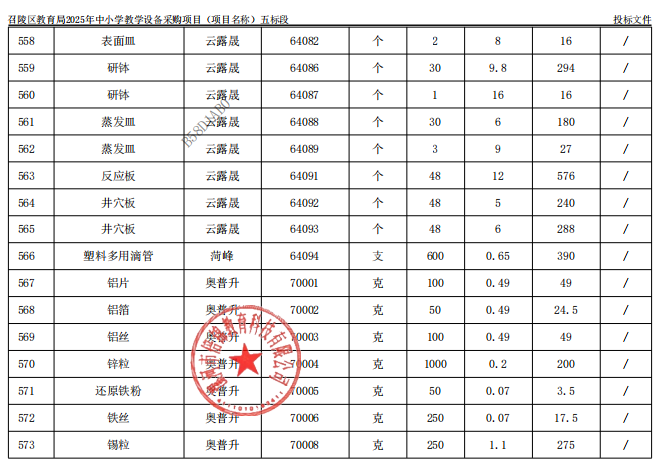 召陵区教育局2025年中小学教学设备采购项目（项目名称）五标段 投标文件
558 表面皿 云露晟 64082 个 2 8 16 /
559 研钵 云露晟 64086 个 30 9.8 294 /
560 研钵 云露晟 64087 个 1 16 16 /
561 蒸发皿 云露晟 64088 个 30 6 180 /
562 蒸发皿 云露晟 64089 个 3 9 27 /
563 反应板 云露晟 64091 个 48 12 576 /
564 井穴板 云露晟 64092 个 48 5 240 /
565 井穴板 云露晟 64093 个 48 6 288 /
566 塑料多用滴管 菏峰 64094 支 600 0.65 390 /
567 铝片 奥普升 70001 克 100 0.49 49 /
568 铝箔 奥普升 70002 克 50 0.49 24.5 /
569 铝丝 奥普升 70003 克 100 0.49 49 /
570 锌粒 奥普升 70004 克 1000 0.2 200 /
571 还原铁粉 奥普升 70005 克 50 0.07 3.5 /
572 铁丝 奥普升 70006 克 250 0.07 17.5 /
573 锡粒 奥普升 70008 克 250 1.1 275 /